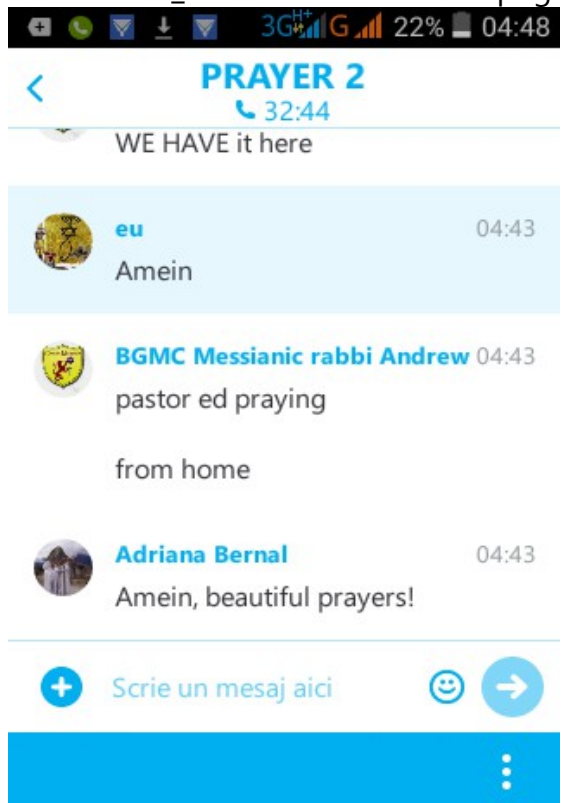 3G H+ G 22% 04:48
PRAYER 2
32:44
WE HAVE it here
eu 04:43
Amein
BGMC Messianic rabbi Andrew 04:43
pastor ed praying
from home
Adriana Bernal 04:43
Amein, beautiful prayers!
Scrie un mesaj aici